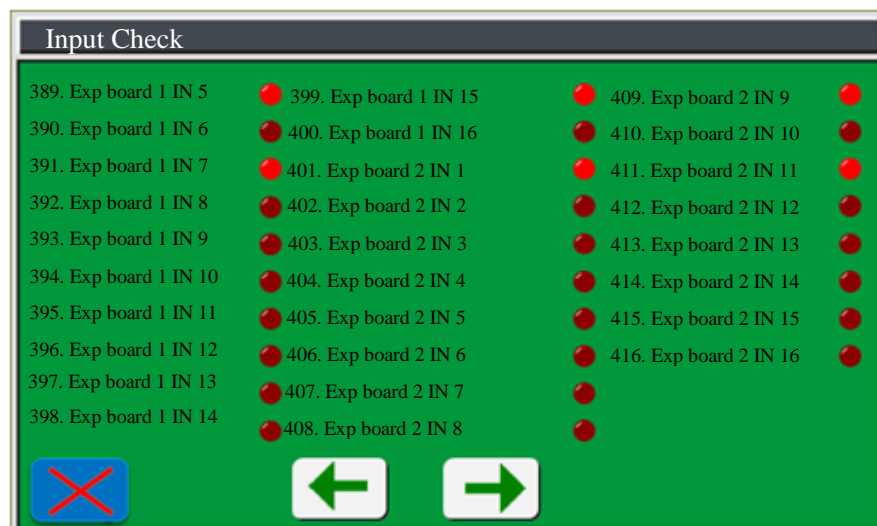 Input Check
389. Exp board 1 IN 5
390. Exp board 1 IN 6
391. Exp board 1 IN 7
392. Exp board 1 IN 8
393. Exp board 1 IN 9
394. Exp board 1 IN 10
395. Exp board 1 IN 11
396. Exp board 1 IN 12
397. Exp board 1 IN 13
398. Exp board 1 IN 14
399. Exp board 1 IN 15
400. Exp board 1 IN 16
401. Exp board 2 IN 1
402. Exp board 2 IN 2
403. Exp board 2 IN 3
404. Exp board 2 IN 4
405. Exp board 2 IN 5
406. Exp board 2 IN 6
407. Exp board 2 IN 7
408. Exp board 2 IN 8
409. Exp board 2 IN 9
410. Exp board 2 IN 10
411. Exp board 2 IN 11
412. Exp board 2 IN 12
413. Exp board 2 IN 13
414. Exp board 2 IN 14
415. Exp board 2 IN 15
416. Exp board 2 IN 16